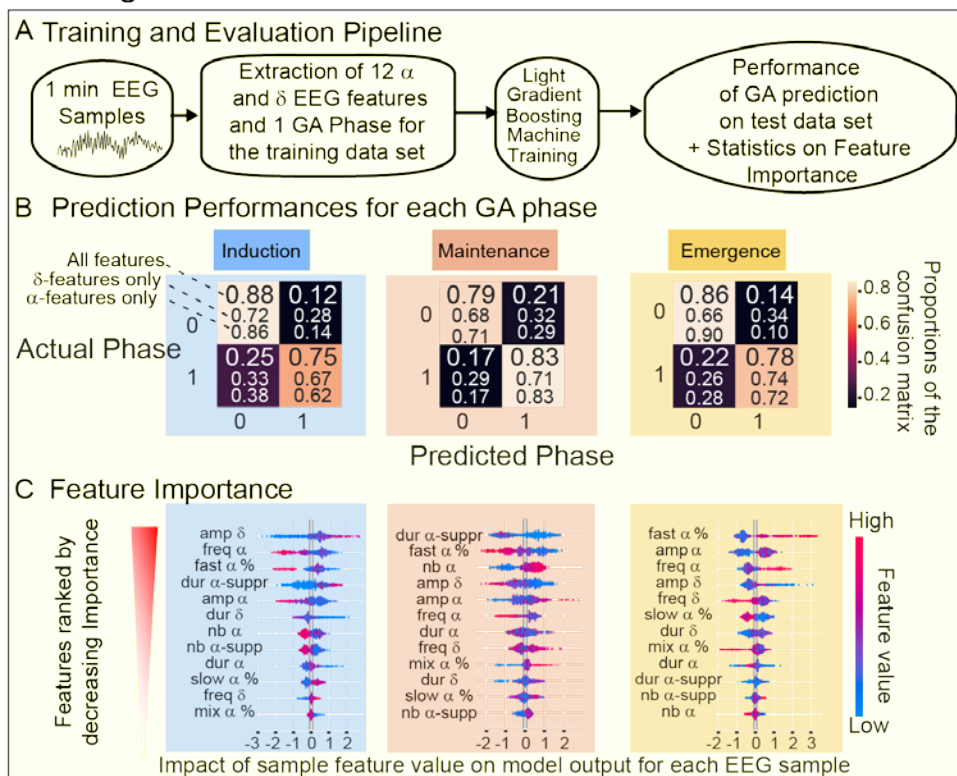 A Training and Evaluation Pipeline
1 min EEG
Samples
Extraction of 12 α
and δ EEG features
and 1 GA Phase for
the training data set
Light
Gradient
Boosting
Machine
Training
Performance
of GA prediction
on test data set
+ Statistics on Feature
Importance
B Prediction Performances for each GA phase
Induction
Maintenance
Emergence
All features
δ-features only
α-features only
Actual Phase
0
1
0.88 0.12
0.72 0.28
0.86 0.14
0.25 0.75
0.33 0.67
0.38 0.62
0 1
0
1
0.79 0.21
0.68 0.32
0.71 0.29
0.17 0.83
0.29 0.71
0.17 0.83
0 1
0
1
0.86 0.14
0.66 0.34
0.90 0.10
0.22 0.78
0.26 0.74
0.28 0.72
0 1
0.8
0.6
0.4
0.2
Proportions of the
confusion matrix
Predicted Phase
C Feature Importance
Features ranked by
decreasing Importance
amp δ
freq α
fast α %
dur α-suppr
amp α
dur δ
nb α
nb α-supp
dur α
slow α %
freq δ
mix α %
-3 -2 -1 0 1 2
dur α-suppr
fast α %
nb α
amp δ
amp α
freq α
dur α
freq δ
mix α %
dur δ
slow α %
nb α-supp
-2 -1 0 1 2
fast α %
amp α
freq α
amp δ
freq δ
slow α %
dur δ
mix α %
dur α
dur α-suppr
nb α-supp
nb α
-2 -1 0 1 2 3
High
Feature value
Low
Impact of sample feature value on model output for each EEG sample